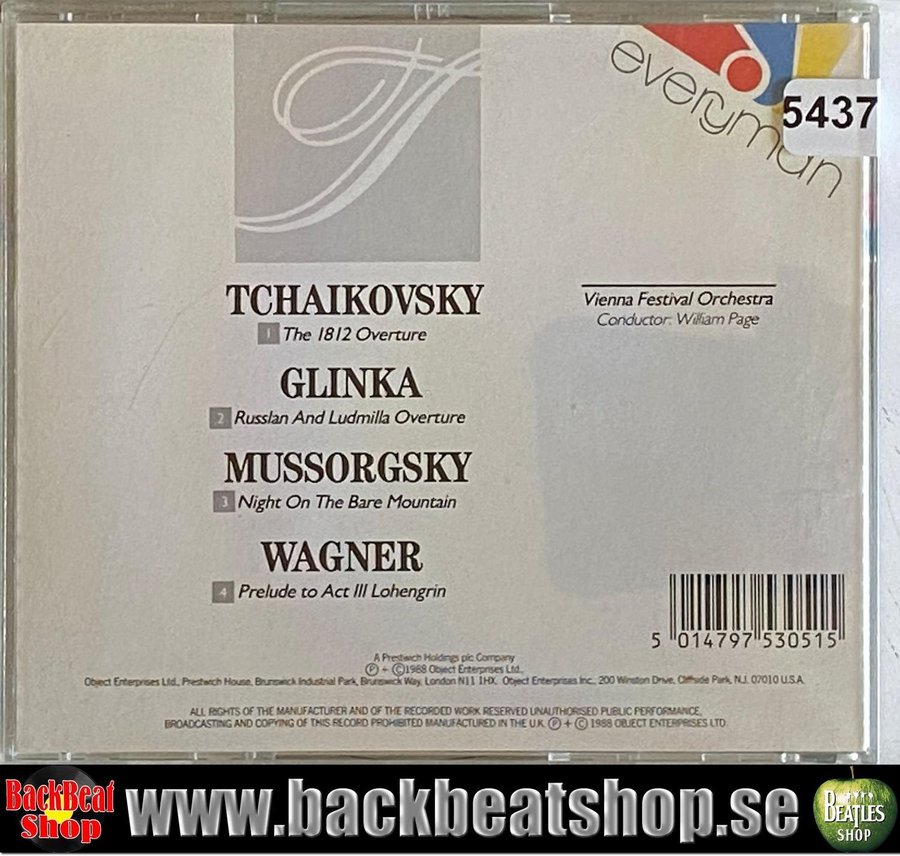 everyman
5437
TCHAIKOVSKY
1 The 1812 Overture
GLINKA
2 Russlan And Ludmilla Overture
MUSSORGSKY
3 Night On The Bare Mountain
WAGNER
4 Prelude to Act III Lohengrin
Vienna Festival Orchestra
Conductor: William Page
5 014797 530515
A Prestwich Holdings plc Company
Ⓟ + ©1988 Object Enterprises Ltd.
Object Enterprises Ltd., Prestwich House, Brunswick Industrial Park, Brunswick Way, London N11 1HX. Object Enterprises Inc., 200 Winston Drive, Cliffside Park, N.J. 07010 U.S.A.
ALL RIGHTS OF THE MANUFACTURER AND OF THE RECORDED WORK RESERVED UNAUTHORISED PUBLIC PERFORMANCE,
BROADCASTING AND COPYING OF THIS RECORD PROHIBITED MANUFACTURED IN THE U.K. Ⓟ + © 1988 OBJECT ENTERPRISES LTD.
BackBeat
Shop
www.backbeatshop.se
BEATLES
SHOP